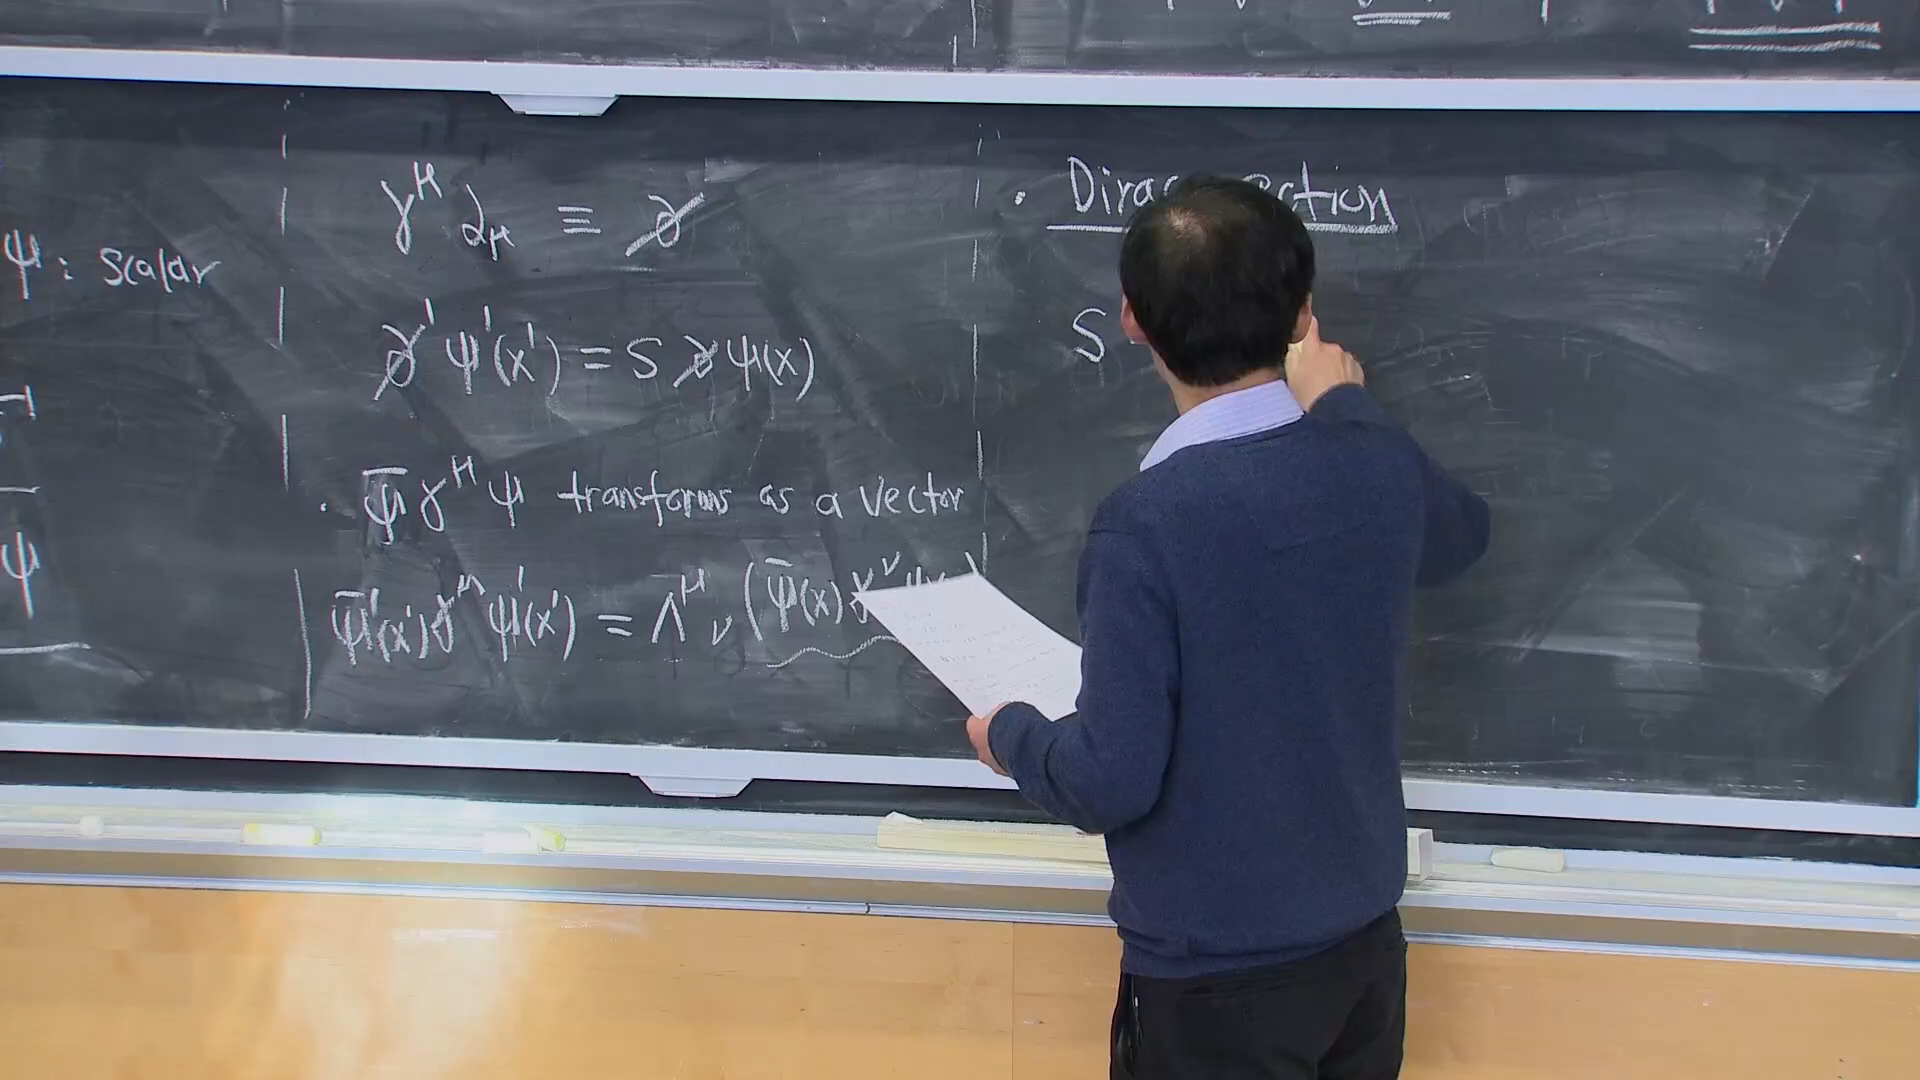 ψ : scalar
ψ
γ^μ ∂_μ ≡ ∂̸
∂̸' ψ'(x') = S ∂̸ ψ(x)
· ψ̄ γ^μ ψ transforms as a vector
ψ̄'(x') γ^μ ψ'(x') = Λ^μ_ν (ψ̄(x) γ^ν
· Dirac action
S